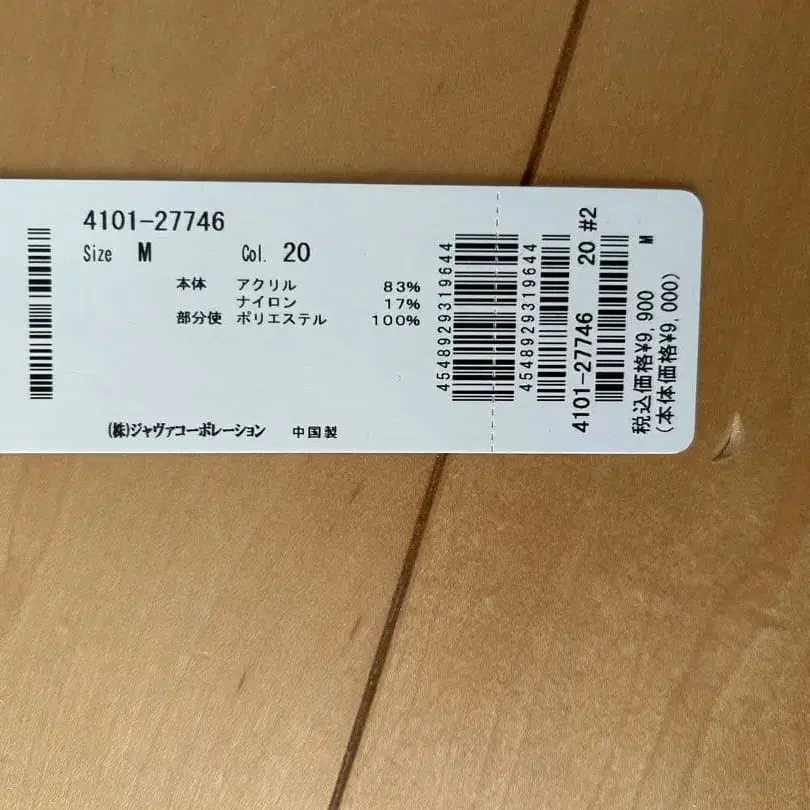 4101-27746
Size M Col. 20
本体 アクリル 83%
ナイロン 17%
部分使 ポリエステル 100%
(株)ジャヴァコーポレーション 中国製
4548929319644
4548929319644
4101-27746 20 #2
M
税込価格¥9,900
(本体価格¥9,000)